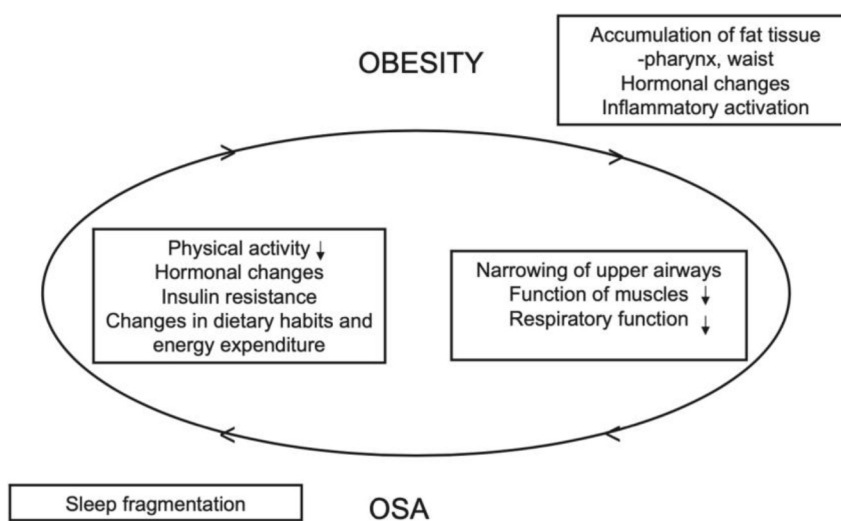 OBESITY
Accumulation of fat tissue
-pharynx, waist
Hormonal changes
Inflammatory activation
Physical activity ↓
Hormonal changes
Insulin resistance
Changes in dietary habits and
energy expenditure
Narrowing of upper airways
Function of muscles ↓
Respiratory function ↓
Sleep fragmentation
OSA